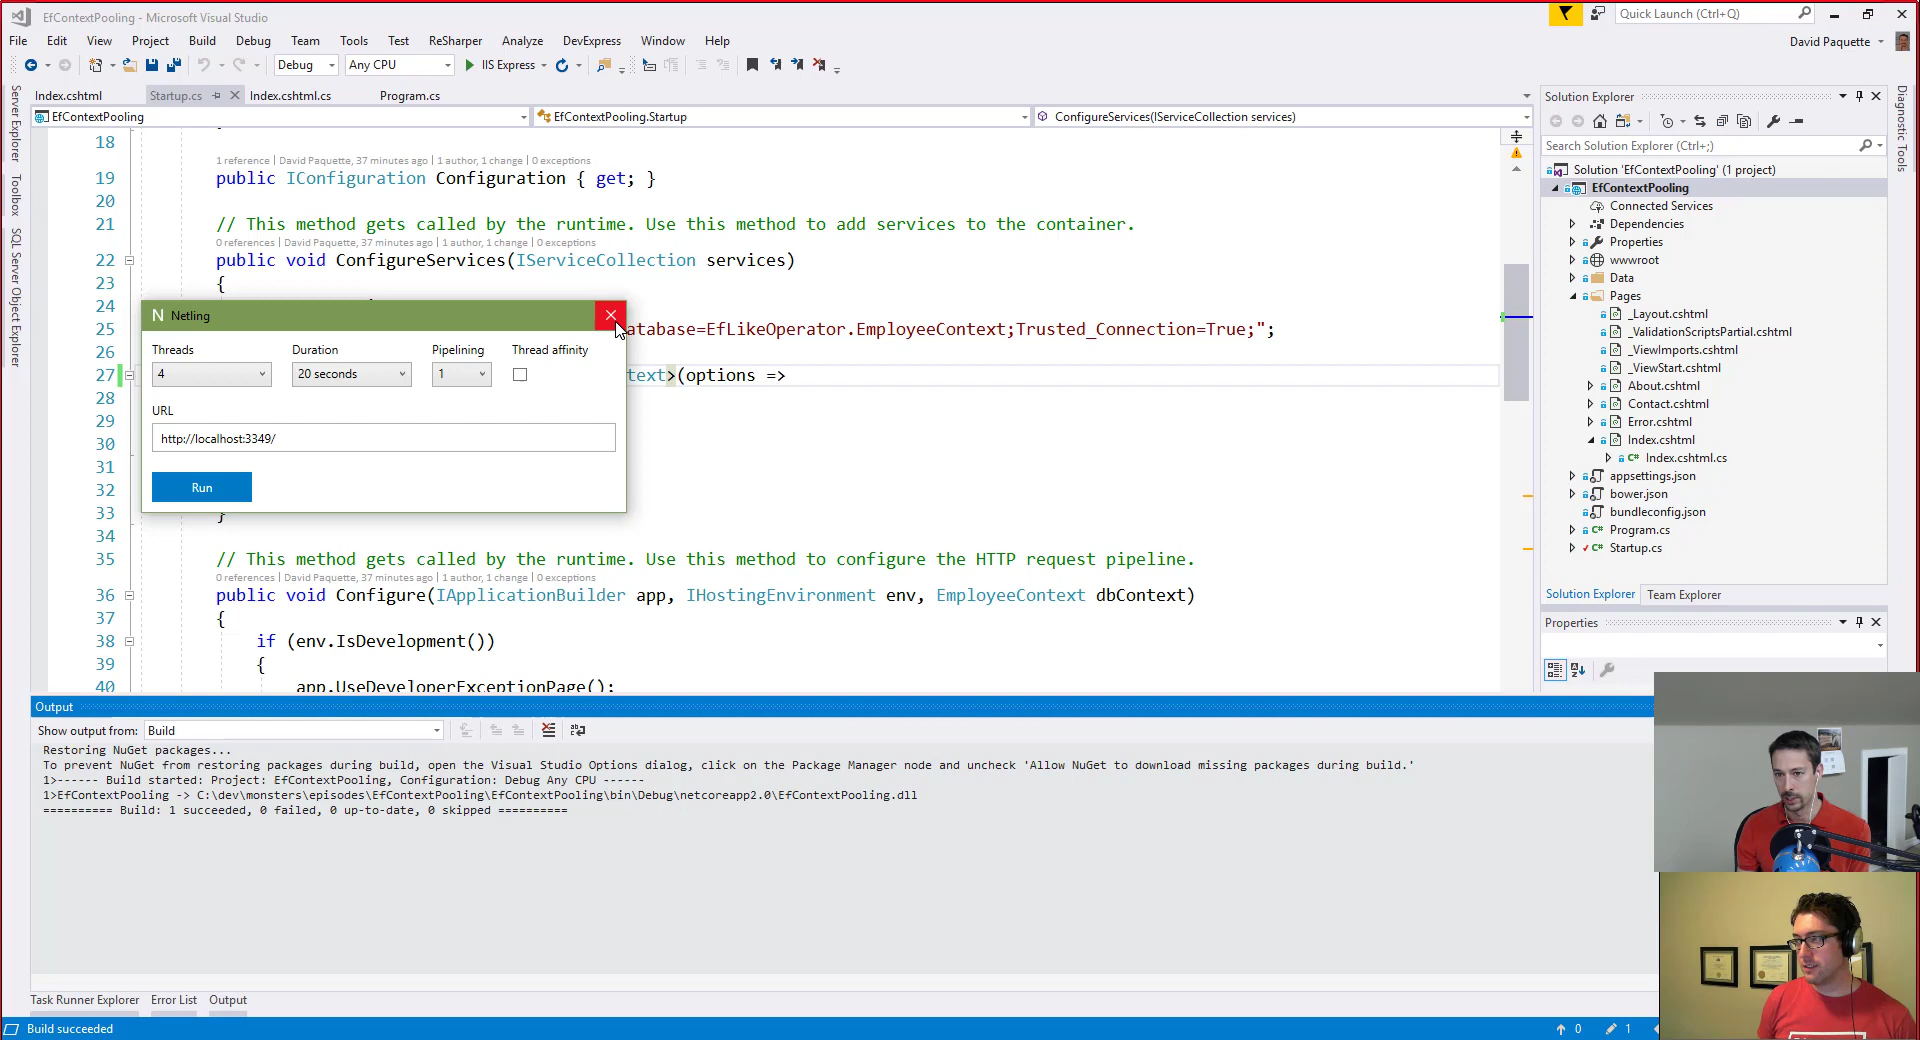 EfContextPooling - Microsoft Visual Studio
Quick Launch (Ctrl+Q)
File Edit View Project Build Debug Team Tools Test ReSharper Analyze DevExpress Window Help
David Paquette
Debug Any CPU IIS Express
Index.cshtml Startup.cs Index.cshtml.cs Program.cs
EfContextPooling EfContextPooling.Startup ConfigureServices(IServiceCollection services)
Server Explorer
Toolbox
SQL Server Object Explorer
18
1 reference | David Paquette, 37 minutes ago | 1 author, 1 change | 0 exceptions
19 public IConfiguration Configuration { get; }
20
21 // This method gets called by the runtime. Use this method to add services to the container.
0 references | David Paquette, 37 minutes ago | 1 author, 1 change | 0 exceptions
22 public void ConfigureServices(IServiceCollection services)
23 {
24
25 atabase=EfLikeOperator.EmployeeContext;Trusted_Connection=True;";
26
27 text>(options =>
28
29
30
31
32
33 }
34
35 // This method gets called by the runtime. Use this method to configure the HTTP request pipeline.
0 references | David Paquette, 37 minutes ago | 1 author, 1 change | 0 exceptions
36 public void Configure(IApplicationBuilder app, IHostingEnvironment env, EmployeeContext dbContext)
37 {
38 if (env.IsDevelopment())
39 {
40 app.UseDeveloperExceptionPage();
N Netling
Threads Duration Pipelining Thread affinity
4 20 seconds 1
URL
http://localhost:3349/
Run
Solution Explorer
Search Solution Explorer (Ctrl+;)
Solution 'EfContextPooling' (1 project)
EfContextPooling
Connected Services
Dependencies
Properties
wwwroot
Data
Pages
_Layout.cshtml
_ValidationScriptsPartial.cshtml
_ViewImports.cshtml
_ViewStart.cshtml
About.cshtml
Contact.cshtml
Error.cshtml
Index.cshtml
C# Index.cshtml.cs
appsettings.json
bower.json
bundleconfig.json
C# Program.cs
C# Startup.cs
Solution Explorer Team Explorer
Properties
Diagnostic Tools
Output
Show output from: Build
Restoring NuGet packages...
To prevent NuGet from restoring packages during build, open the Visual Studio Options dialog, click on the Package Manager node and uncheck 'Allow NuGet to download missing packages during build.'
1>------ Build started: Project: EfContextPooling, Configuration: Debug Any CPU ------
1>EfContextPooling -> C:\dev\monsters\episodes\EfContextPooling\EfContextPooling\bin\Debug\netcoreapp2.0\EfContextPooling.dll
========== Build: 1 succeeded, 0 failed, 0 up-to-date, 0 skipped ==========
Task Runner Explorer Error List Output
Build succeeded 0 1